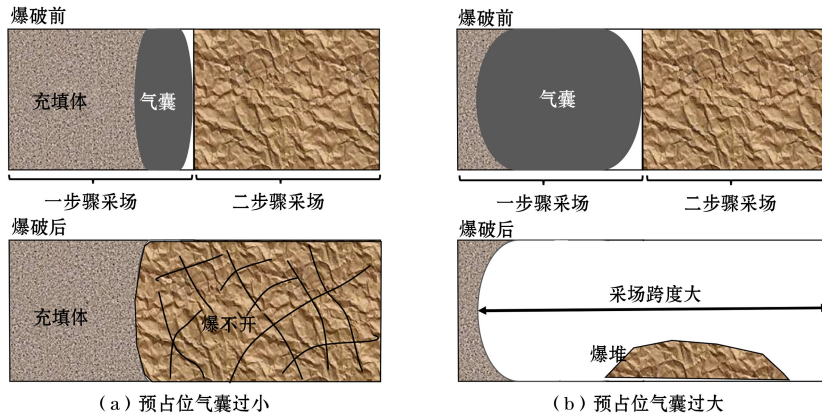 爆破前
充填体
气囊
一步骤采场
二步骤采场
爆破后
充填体
爆不开
(a)预占位气囊过小
爆破前
气囊
一步骤采场
二步骤采场
爆破后
采场跨度大
爆堆
(b)预占位气囊过大